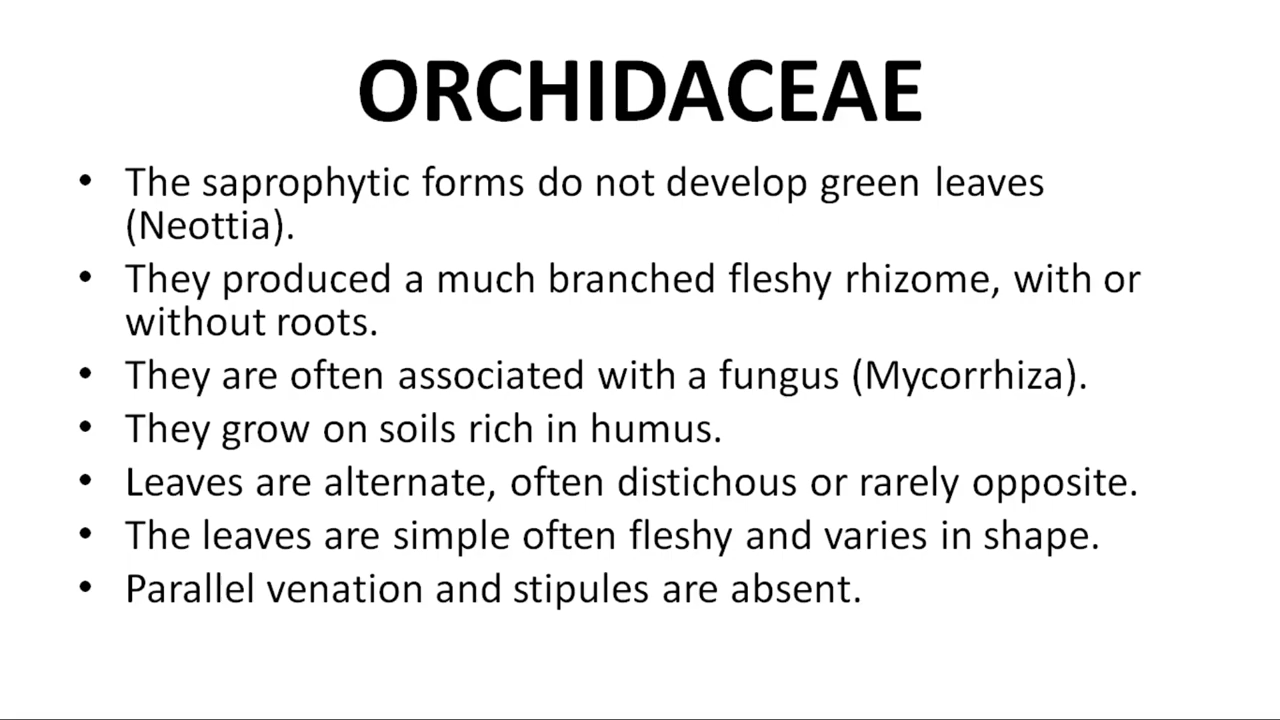 ORCHIDACEAE
• The saprophytic forms do not develop green leaves
(Neottia).
• They produced a much branched fleshy rhizome, with or
without roots.
• They are often associated with a fungus (Mycorrhiza).
• They grow on soils rich in humus.
• Leaves are alternate, often distichous or rarely opposite.
• The leaves are simple often fleshy and varies in shape.
• Parallel venation and stipules are absent.